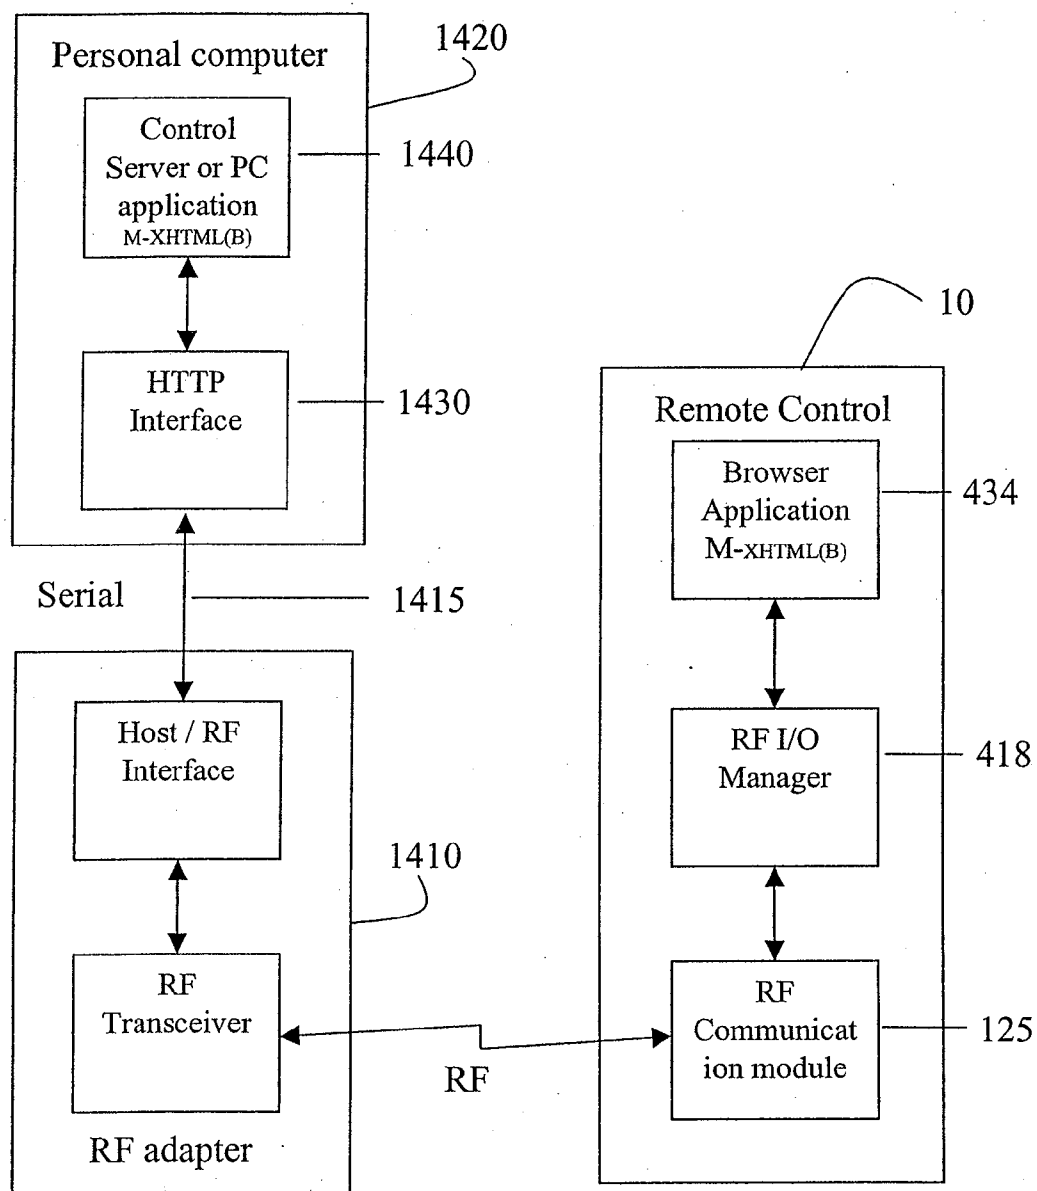 Personal computer
1420
Control
Server or PC
application
M-XHTML(B)
1440
HTTP
Interface
1430
Serial
1415
Host / RF
Interface
1410
RF
Transceiver
RF adapter
RF
10
Remote Control
Browser
Application
M-XHTML(B)
434
RF I/O
Manager
418
RF
Communicat
ion module
125